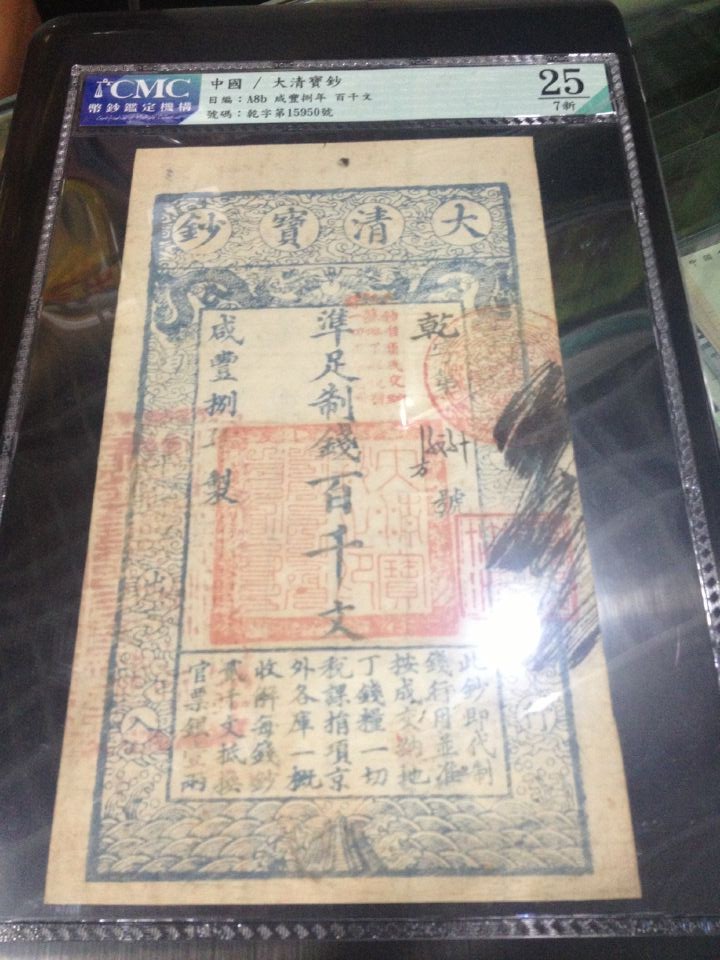 CMC
幣鈔鑑定機構
中國 / 大清寶鈔
目編：A8b 咸豐捌年 百千文
號碼：乾字第15950號
25
7新
大清寶鈔
乾字第
號
準足制錢百千文
咸豐捌年製
此鈔即代制
錢行用並准
按成交納地
丁錢糧一切
稅課捐項京
外各庫一概
收解每錢鈔
貳千文抵換
官票銀壹兩
行